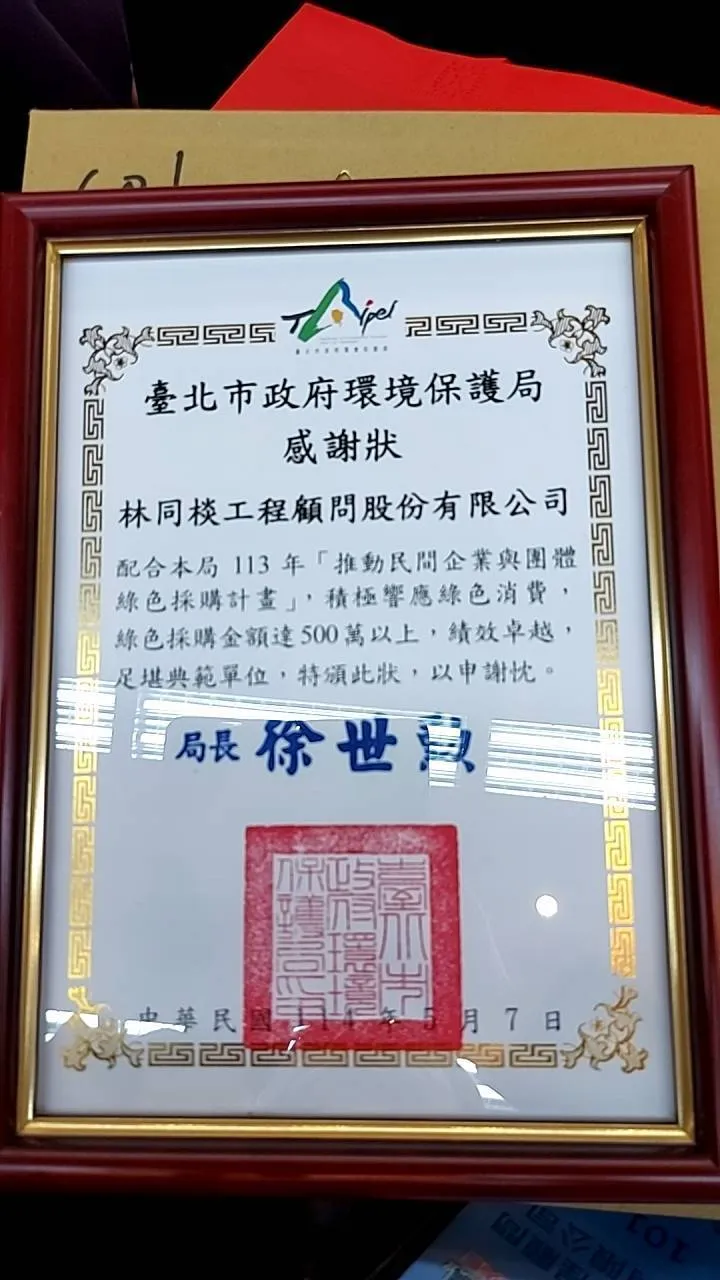 TAIPEI
臺北市政府環境保護局
感謝狀
林同棪工程顧問股份有限公司
配合本局 113 年「推動民間企業與團體
綠色採購計畫」，積極響應綠色消費，
綠色採購金額達500萬以上，績效卓越，
足堪典範單位，特頒此狀，以申謝忱。
局長 徐世勲
臺北市
政府環境
保護局印
中華民國 114 年 5 月 7 日
101